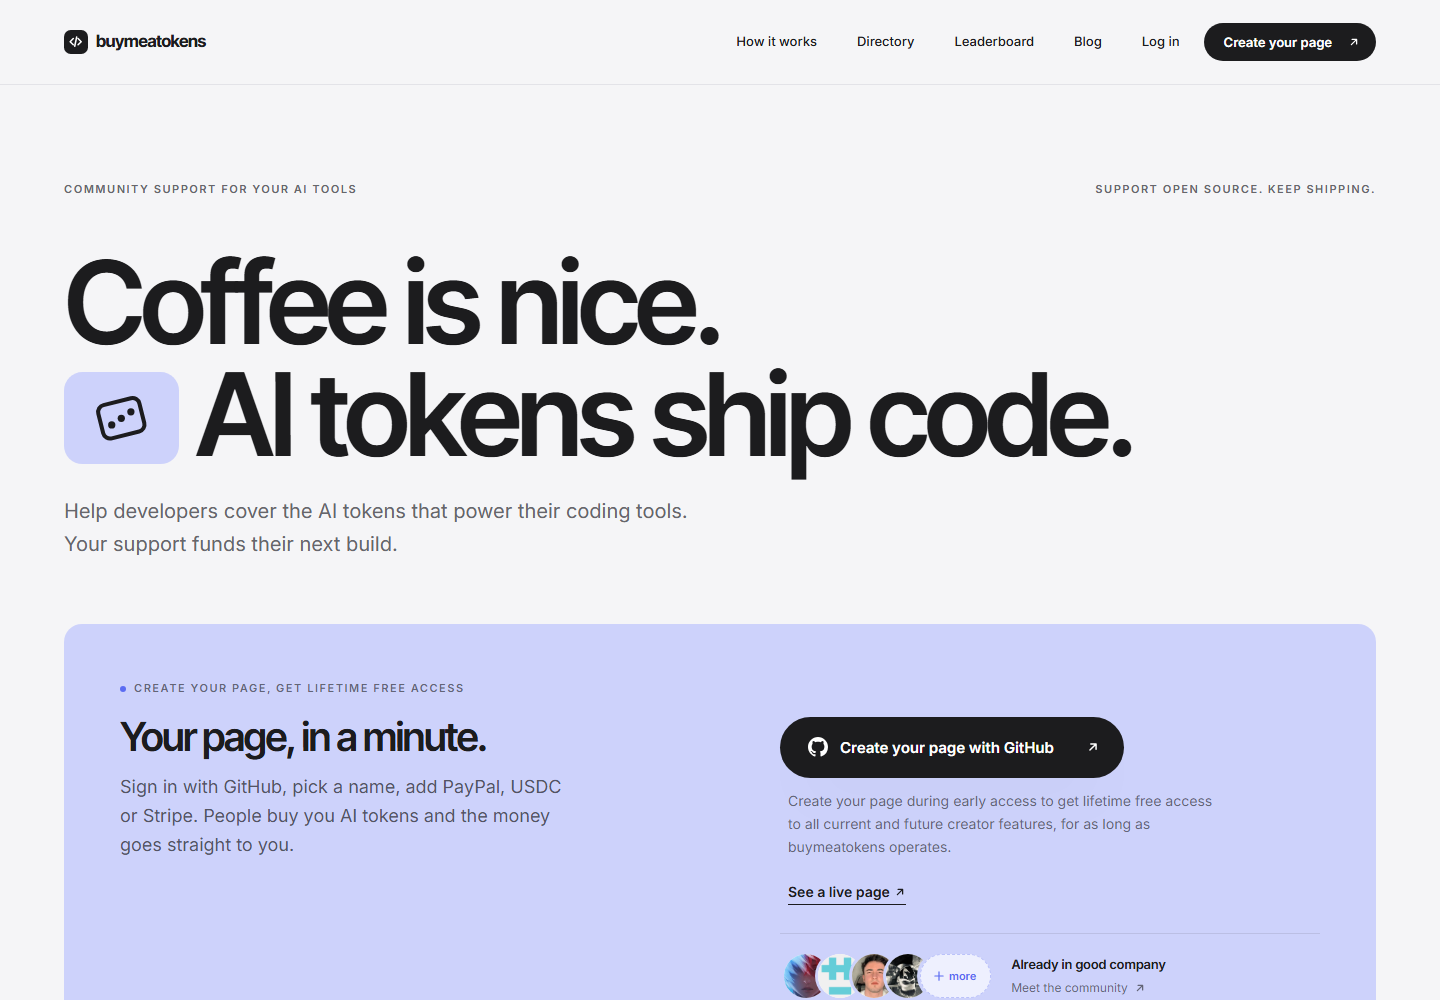 buymeatokens
How it works
Directory
Leaderboard
Blog
Log in
Create your page
COMMUNITY SUPPORT FOR YOUR AI TOOLS
SUPPORT OPEN SOURCE. KEEP SHIPPING.
Coffee is nice.
AI tokens ship code.
Help developers cover the AI tokens that power their coding tools.
Your support funds their next build.
CREATE YOUR PAGE, GET LIFETIME FREE ACCESS
Your page, in a minute.
Sign in with GitHub, pick a name, add PayPal, USDC
or Stripe. People buy you AI tokens and the money
goes straight to you.
Create your page with GitHub
Create your page during early access to get lifetime free access
to all current and future creator features, for as long as
buymeatokens operates.
See a live page
+ more
Already in good company
Meet the community